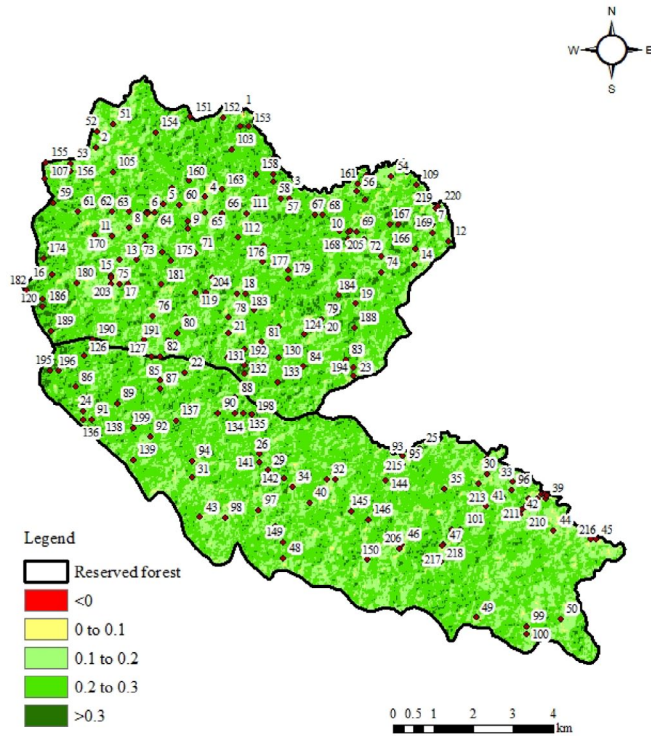 N
W E
S
151 152 1
52 51 154 153
2 103
155 53
107 156 105 158
160 161 54
59 5 4 163 58 3 56 109
61 62 63 6 60 219 220
8 64 9 65 66 111 57 67 68 167 7
11 10 69 169
170 112 168 205 166 12
174 13 73 175 71 176 72
16 15 177 74 14
180 75 181 204 179
182 203 17 119 18 184
120 186 183 79 19
76 78
189 190 80 21 124 20 188
191 81
126 127 82 131 192 130
195 196 22 132 84 83
86 85 87 133 194 23
88
24 89 90 198
91 137 134 135
136 138 199 92
26 93 25
94 141 29 215 95
139 31 142 34 32 144 35 30 33
213 41 96 39
43 98 97 40 145 42
146 101 211 210 44
149 206 46 47 216 45
48 150 217 218
49 99 50
100
Legend
Reserved forest
<0
0 to 0.1
0.1 to 0.2
0.2 to 0.3
>0.3
0 0.5 1 2 3 4
km